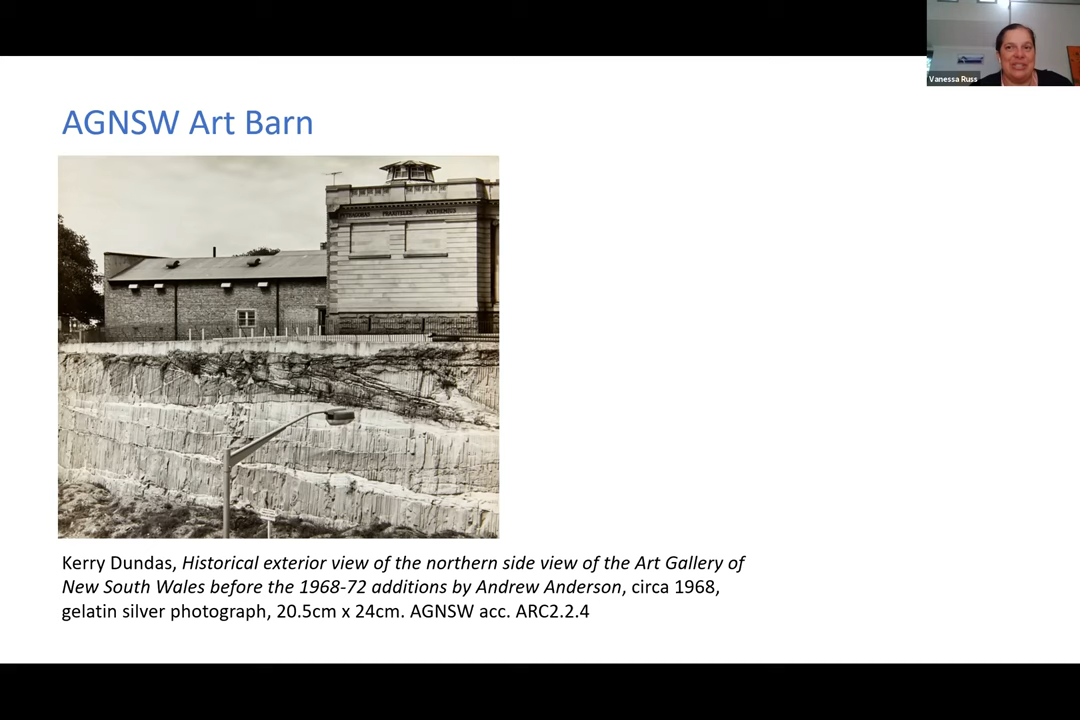 AGNSW Art Barn
Vanessa Russ
PRAXITELES
Kerry Dundas, Historical exterior view of the northern side view of the Art Gallery of
New South Wales before the 1968-72 additions by Andrew Anderson, circa 1968,
gelatin silver photograph, 20.5cm x 24cm. AGNSW acc. ARC2.2.4